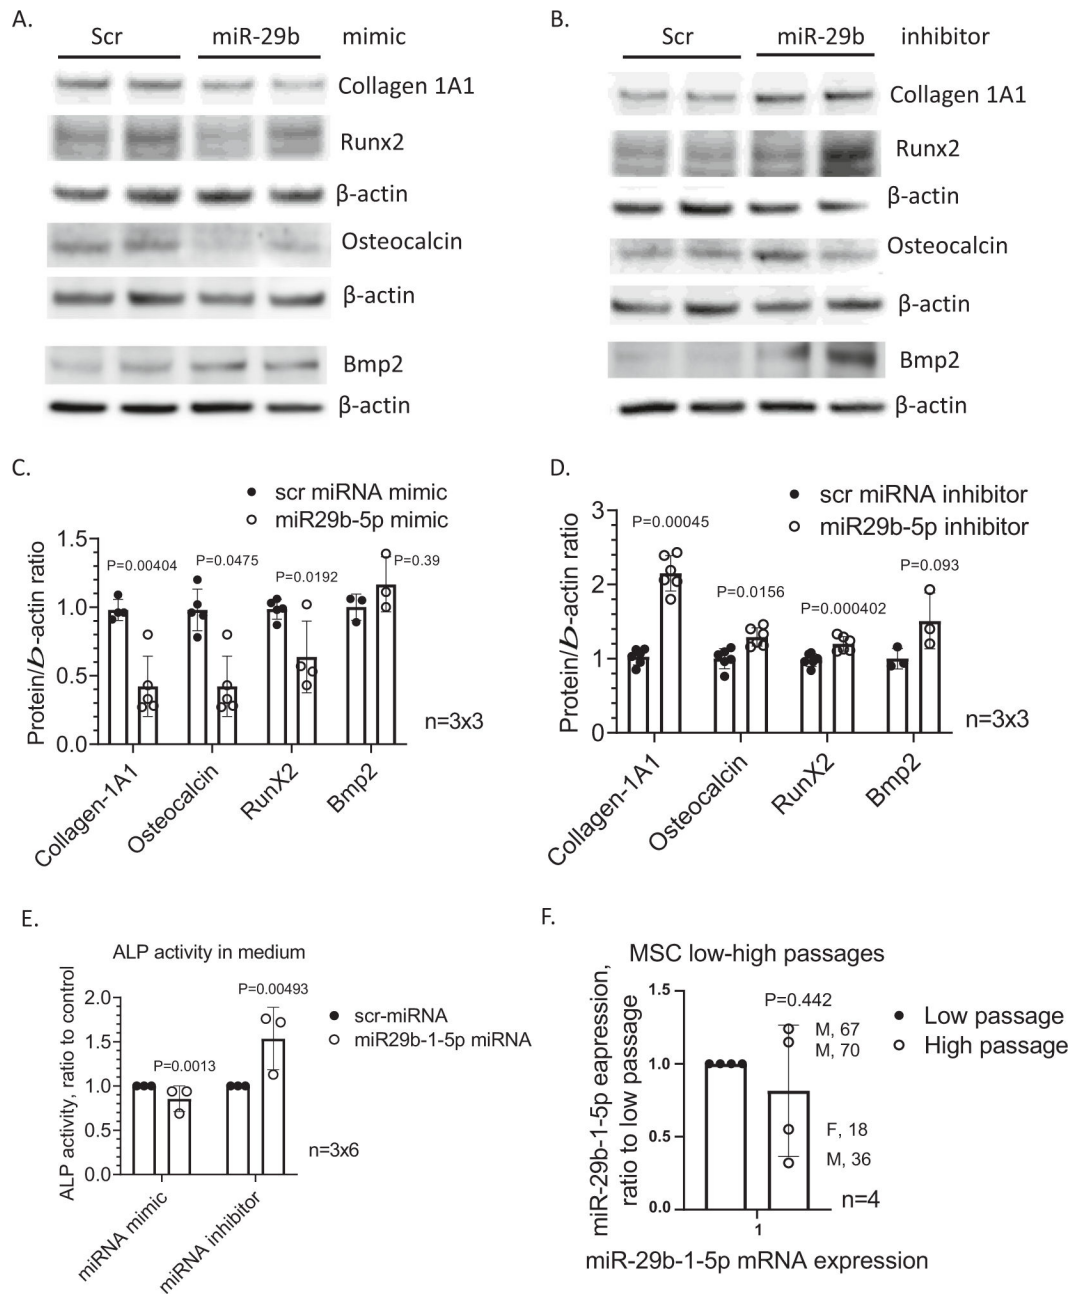 A.
Scr miR-29b mimic
Collagen 1A1
Runx2
β-actin
Osteocalcin
β-actin
Bmp2
β-actin
B.
Scr miR-29b inhibitor
Collagen 1A1
Runx2
β-actin
Osteocalcin
β-actin
Bmp2
β-actin
C.
scr miRNA mimic
miR29b-5p mimic
Protein/b-actin ratio
1.5
1.0
0.5
0.0
P=0.00404
P=0.0475
P=0.0192
P=0.39
n=3x3
Collagen-1A1
Osteocalcin
RunX2
Bmp2
D.
scr miRNA inhibitor
miR29b-5p inhibitor
Protein/b-actin ratio
3
2
1
0
P=0.00045
P=0.0156
P=0.000402
P=0.093
n=3x3
Collagen-1A1
Osteocalcin
RunX2
Bmp2
E.
ALP activity in medium
ALP activity, ratio to control
2.0
1.5
1.0
0.5
0.0
P=0.0013
P=0.00493
scr-miRNA
miR29b-1-5p miRNA
n=3x6
miRNA mimic
miRNA inhibitor
F.
MSC low-high passages
miR-29b-1-5p eapression,
ratio to low passage
1.5
1.0
0.5
0.0
P=0.442
M, 67
M, 70
F, 18
M, 36
Low passage
High passage
n=4
1
miR-29b-1-5p mRNA expression